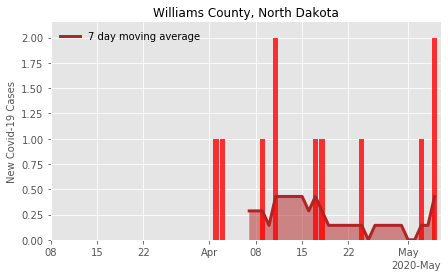 Williams County, North Dakota
7 day moving average
New Covid-19 Cases
2.00
1.75
1.50
1.25
1.00
0.75
0.50
0.25
0.00
08 15 22 Apr 08 15 22 May
2020-May